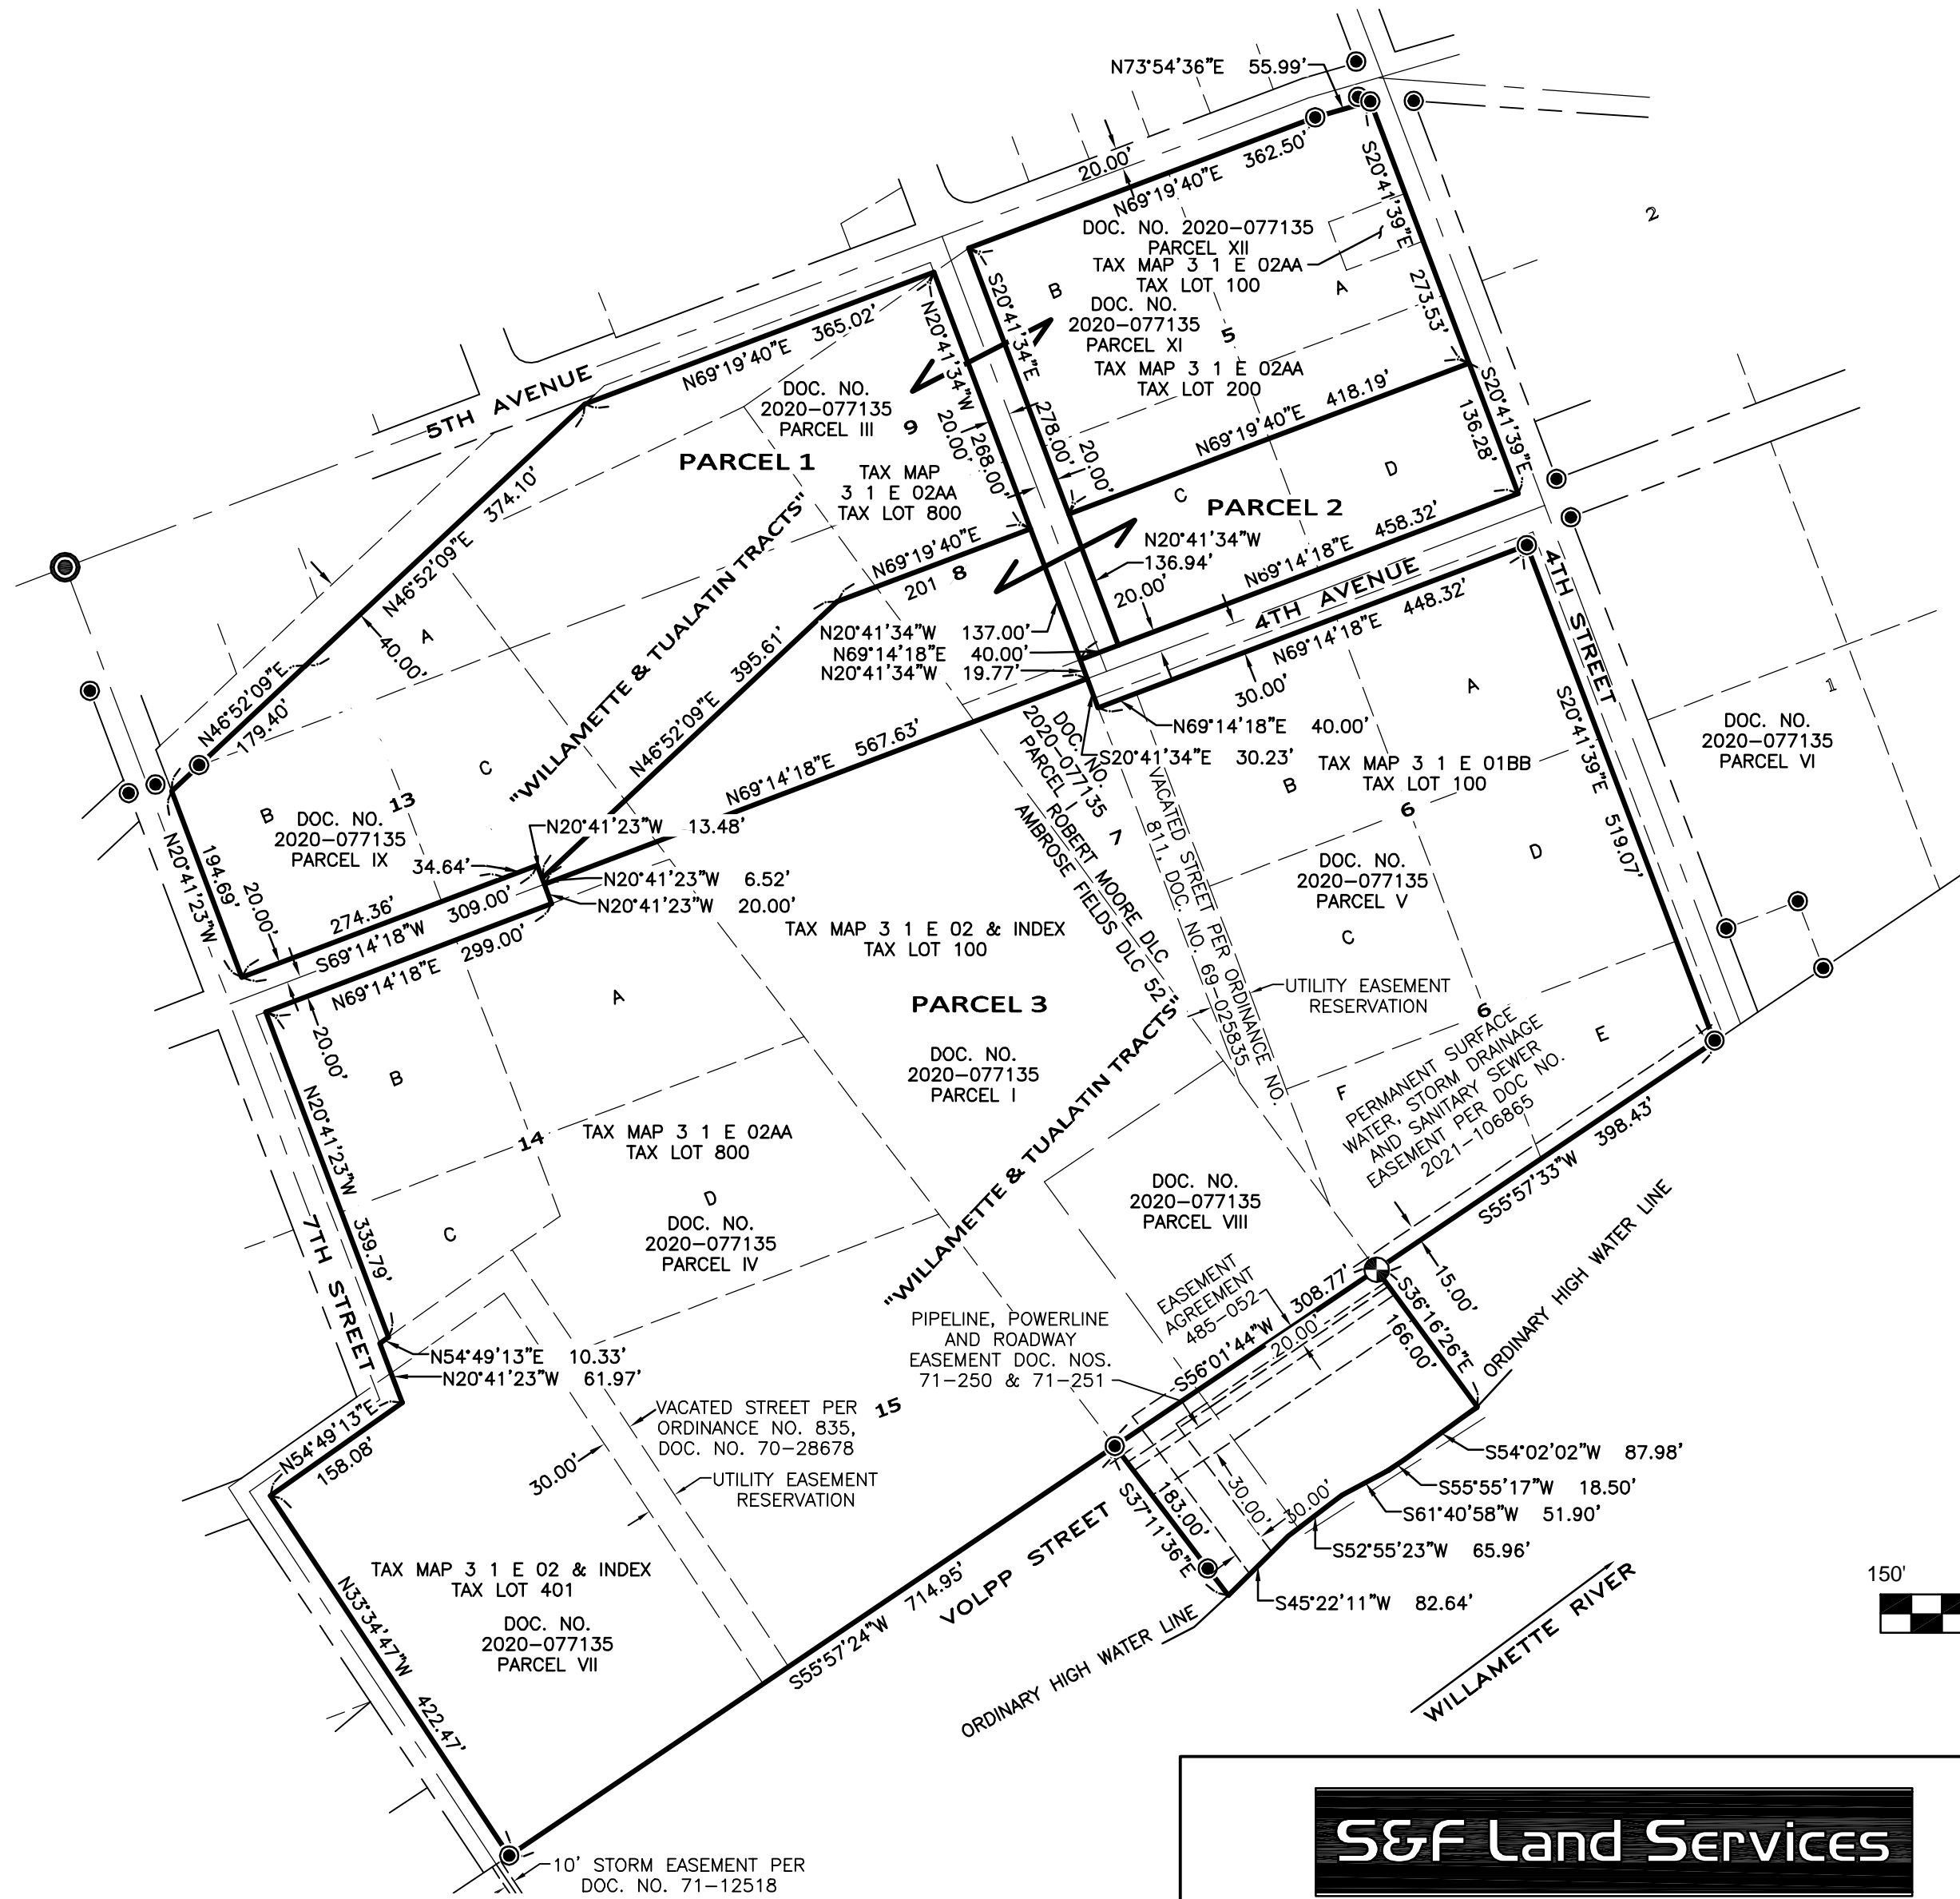 N73°54'36"E 55.99'
20.00'
N69°19'40"E 362.50'
S20°41'39"E
273.53'
2
DOC. NO. 2020-077135
PARCEL XII
TAX MAP 3 1 E 02AA
TAX LOT 100
B
A
DOC. NO.
2020-077135
PARCEL XI
5
TAX MAP 3 1 E 02AA
TAX LOT 200
S20°41'34"E
278.00'
20.00'
N69°19'40"E 418.19'
S20°41'39"E
136.28'
5TH AVENUE
N69°19'40"E 365.02'
N20°41'34"W
268.00'
20.00'
DOC. NO.
2020-077135
PARCEL III
9
PARCEL 1
TAX MAP
3 1 E 02AA
TAX LOT 800
N46°52'09"E 374.10'
A
40.00'
"WILLAMETTE & TUALATIN TRACTS"
N69°19'40"E
201
8
C
D
PARCEL 2
N20°41'34"W
136.94'
20.00'
N69°14'18"E 458.32'
4TH AVENUE
N69°14'18"E 448.32'
30.00'
4TH STREET
N20°41'34"W 137.00'
N69°14'18"E 40.00'
N20°41'34"W 19.77'
N69°14'18"E 40.00'
S20°41'34"E 30.23'
N46°52'09"E
179.40'
N46°52'09"E 395.61'
N69°14'18"E 567.63'
C
B
13
DOC. NO.
2020-077135
PARCEL IX
N20°41'23"W
194.69'
20.00'
34.64'
274.36'
S69°14'18"W 309.00'
N69°14'18"E 299.00'
20.00'
N20°41'23"W 13.48'
N20°41'23"W 6.52'
N20°41'23"W 20.00'
TAX MAP 3 1 E 02 & INDEX
TAX LOT 100
PARCEL 3
DOC. NO.
2020-077135
PARCEL I
DOC. NO.
2020-077135
PARCEL I
7
ROBERT MOORE DLC
AMBROSE FIELDS DLC 52
VACATED STREET PER ORDINANCE NO.
811, DOC. NO. 69-025835
TAX MAP 3 1 E 01BB
TAX LOT 100
A
B
6
DOC. NO.
2020-077135
PARCEL V
D
C
S20°41'39"E 519.07'
DOC. NO.
2020-077135
PARCEL VI
1
UTILITY EASEMENT
RESERVATION
6
E
F
PERMANENT SURFACE
WATER, STORM DRAINAGE
AND SANITARY SEWER
EASEMENT PER DOC NO.
2021-106865
S55°57'33"W 398.43'
15.00'
A
B
N20°41'23"W 339.79'
14
TAX MAP 3 1 E 02AA
TAX LOT 800
C
D
DOC. NO.
2020-077135
PARCEL IV
7TH STREET
"WILLAMETTE & TUALATIN TRACTS"
DOC. NO.
2020-077135
PARCEL VIII
EASEMENT
AGREEMENT
485-052
S56°01'44"W 308.77'
20.00'
PIPELINE, POWERLINE
AND ROADWAY
EASEMENT DOC. NOS.
71-250 & 71-251
S36°16'26"E
166.00'
ORDINARY HIGH WATER LINE
N54°49'13"E 10.33'
N20°41'23"W 61.97'
N54°49'13"E
158.08'
VACATED STREET PER
ORDINANCE NO. 835,
DOC. NO. 70-28678
15
30.00'
UTILITY EASEMENT
RESERVATION
S37°11'36"E
183.00'
30.00'
30.00'
S54°02'02"W 87.98'
S55°55'17"W 18.50'
S61°40'58"W 51.90'
S52°55'23"W 65.96'
S45°22'11"W 82.64'
TAX MAP 3 1 E 02 & INDEX
TAX LOT 401
DOC. NO.
2020-077135
PARCEL VII
N33°34'47"W 422.47'
S55°57'24"W 714.95'
VOLPP STREET
ORDINARY HIGH WATER LINE
WILLAMETTE RIVER
150'
10' STORM EASEMENT PER
DOC. NO. 71-12518
S&F Land Services